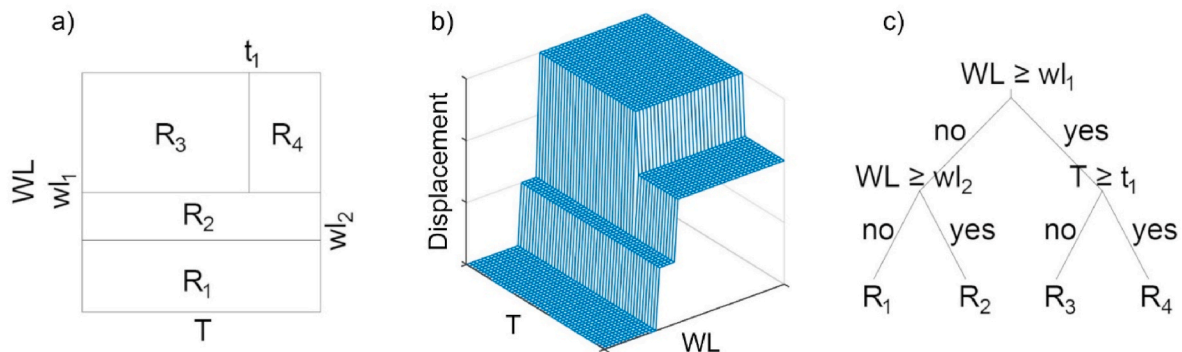 a)
t₁
R₃
R₄
WL
wl₁
R₂
wl₂
R₁
T
b)
Displacement
T
WL
c)
WL ≥ wl₁
no
yes
WL ≥ wl₂
T ≥ t₁
no
yes
no
yes
R₁
R₂
R₃
R₄